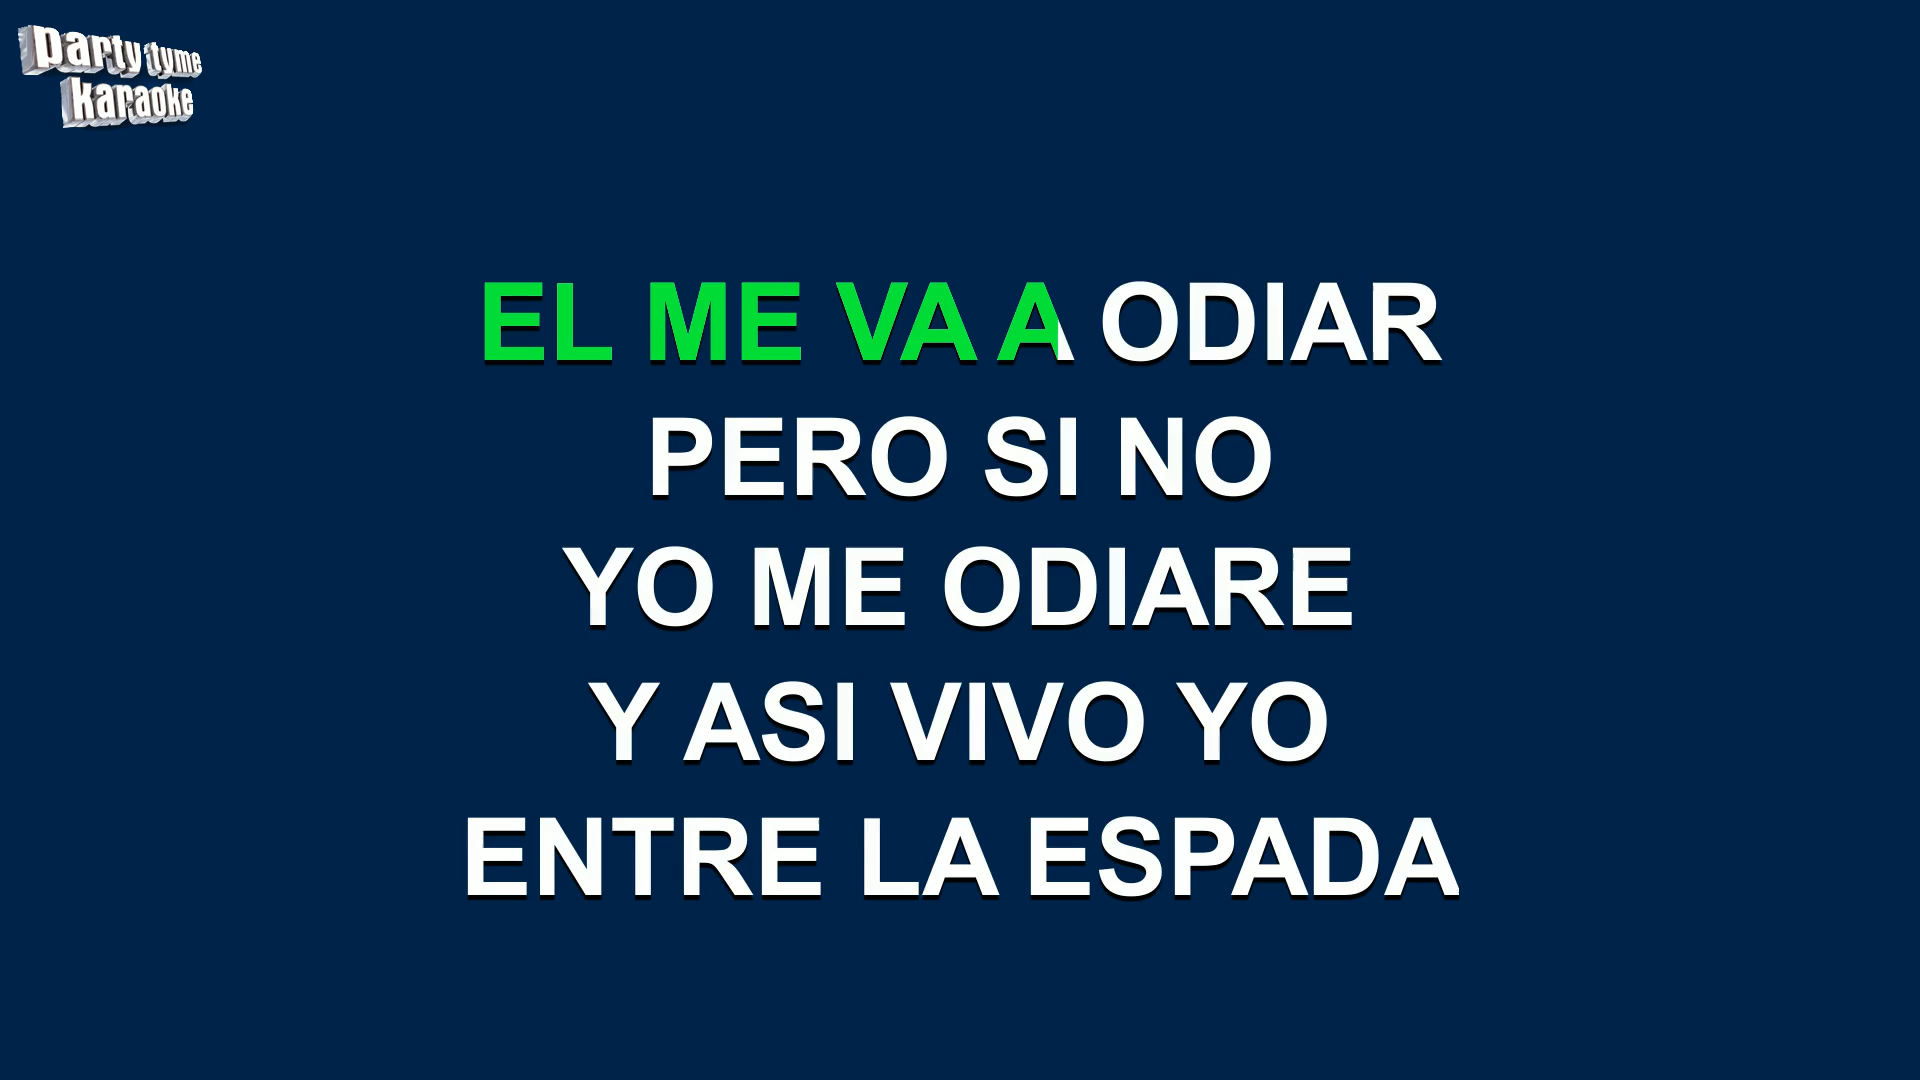 party tyme
karaoke
EL ME VA A ODIAR
PERO SI NO
YO ME ODIARE
Y ASI VIVO YO
ENTRE LA ESPADA